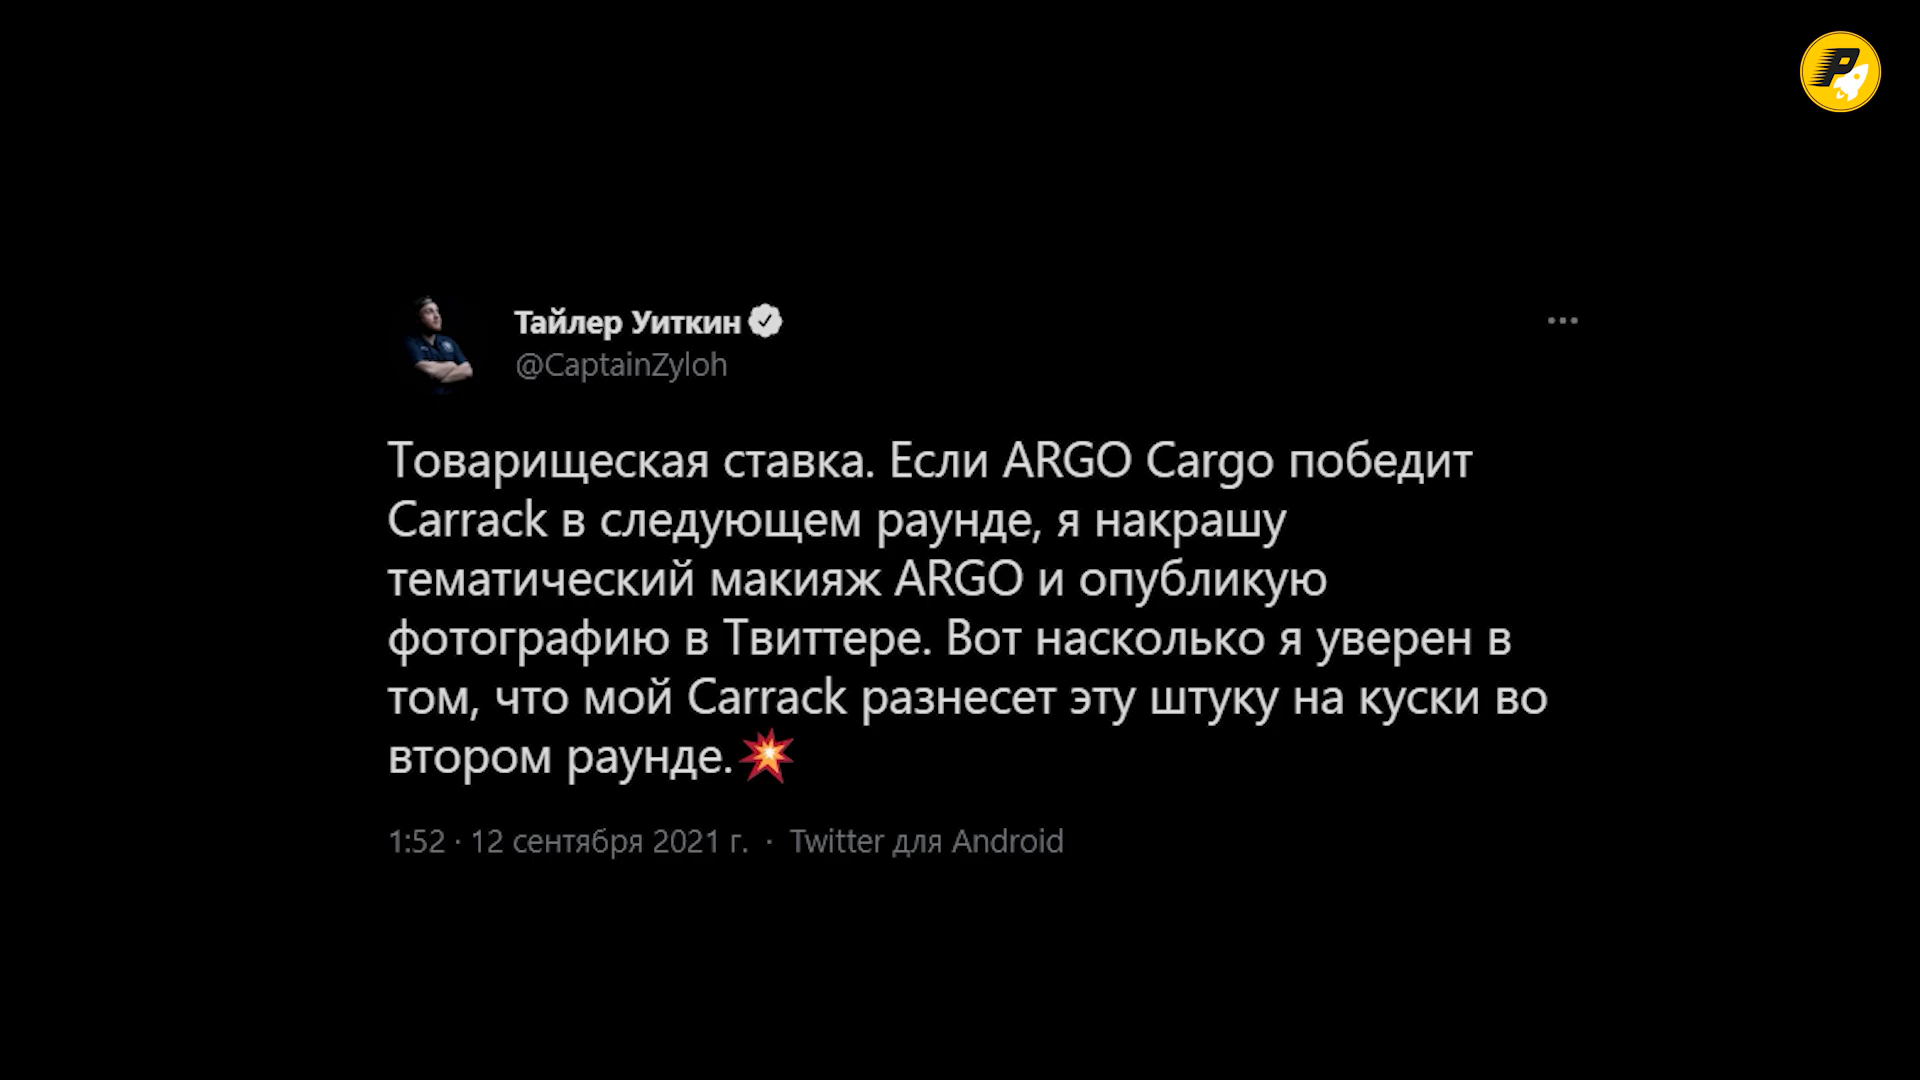 P
Тайлер Уиткин
@CaptainZyloh
Товарищеская ставка. Если ARGO Cargo победит
Carrack в следующем раунде, я накрашу
тематический макияж ARGO и опубликую
фотографию в Твиттере. Вот насколько я уверен в
том, что мой Carrack разнесет эту штуку на куски во
втором раунде.💥
1:52 · 12 сентября 2021 г. · Twitter для Android